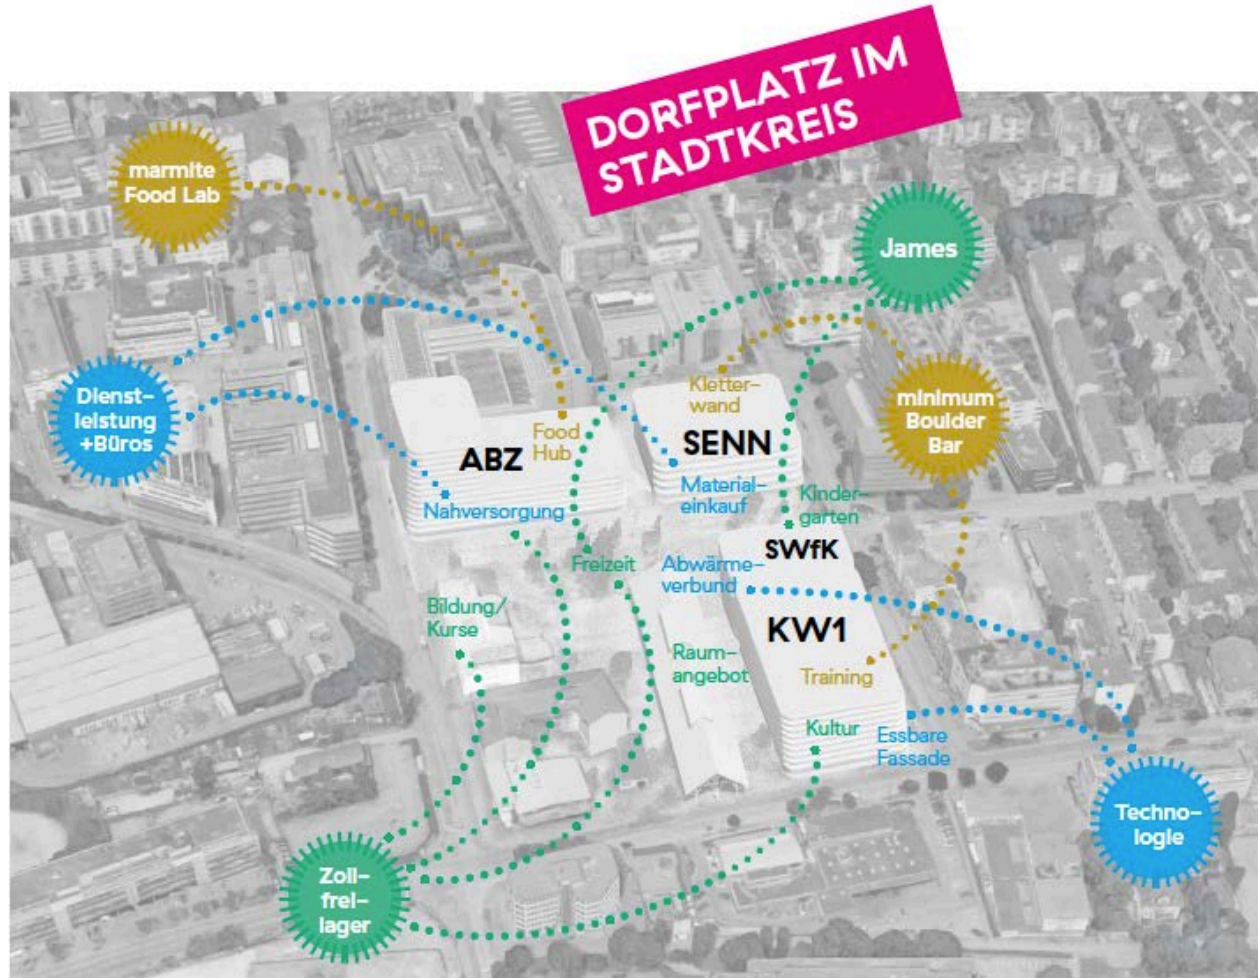 DORFPLATZ IM
STADTKREIS
marmite
Food Lab
James
Dienst-
leistung
+Büros
Kletter-
wand
minimum
Boulder
Bar
Food
Hub
ABZ
SENN
Nahversorgung
Material-
einkauf
Kinder-
garten
SWfK
Freizeit
Abwärme-
verbund
Bildung/
Kurse
KW1
Raum-
angebot
Training
Kultur
Essbare
Fassade
Techno-
logie
Zoll-
frei-
lager